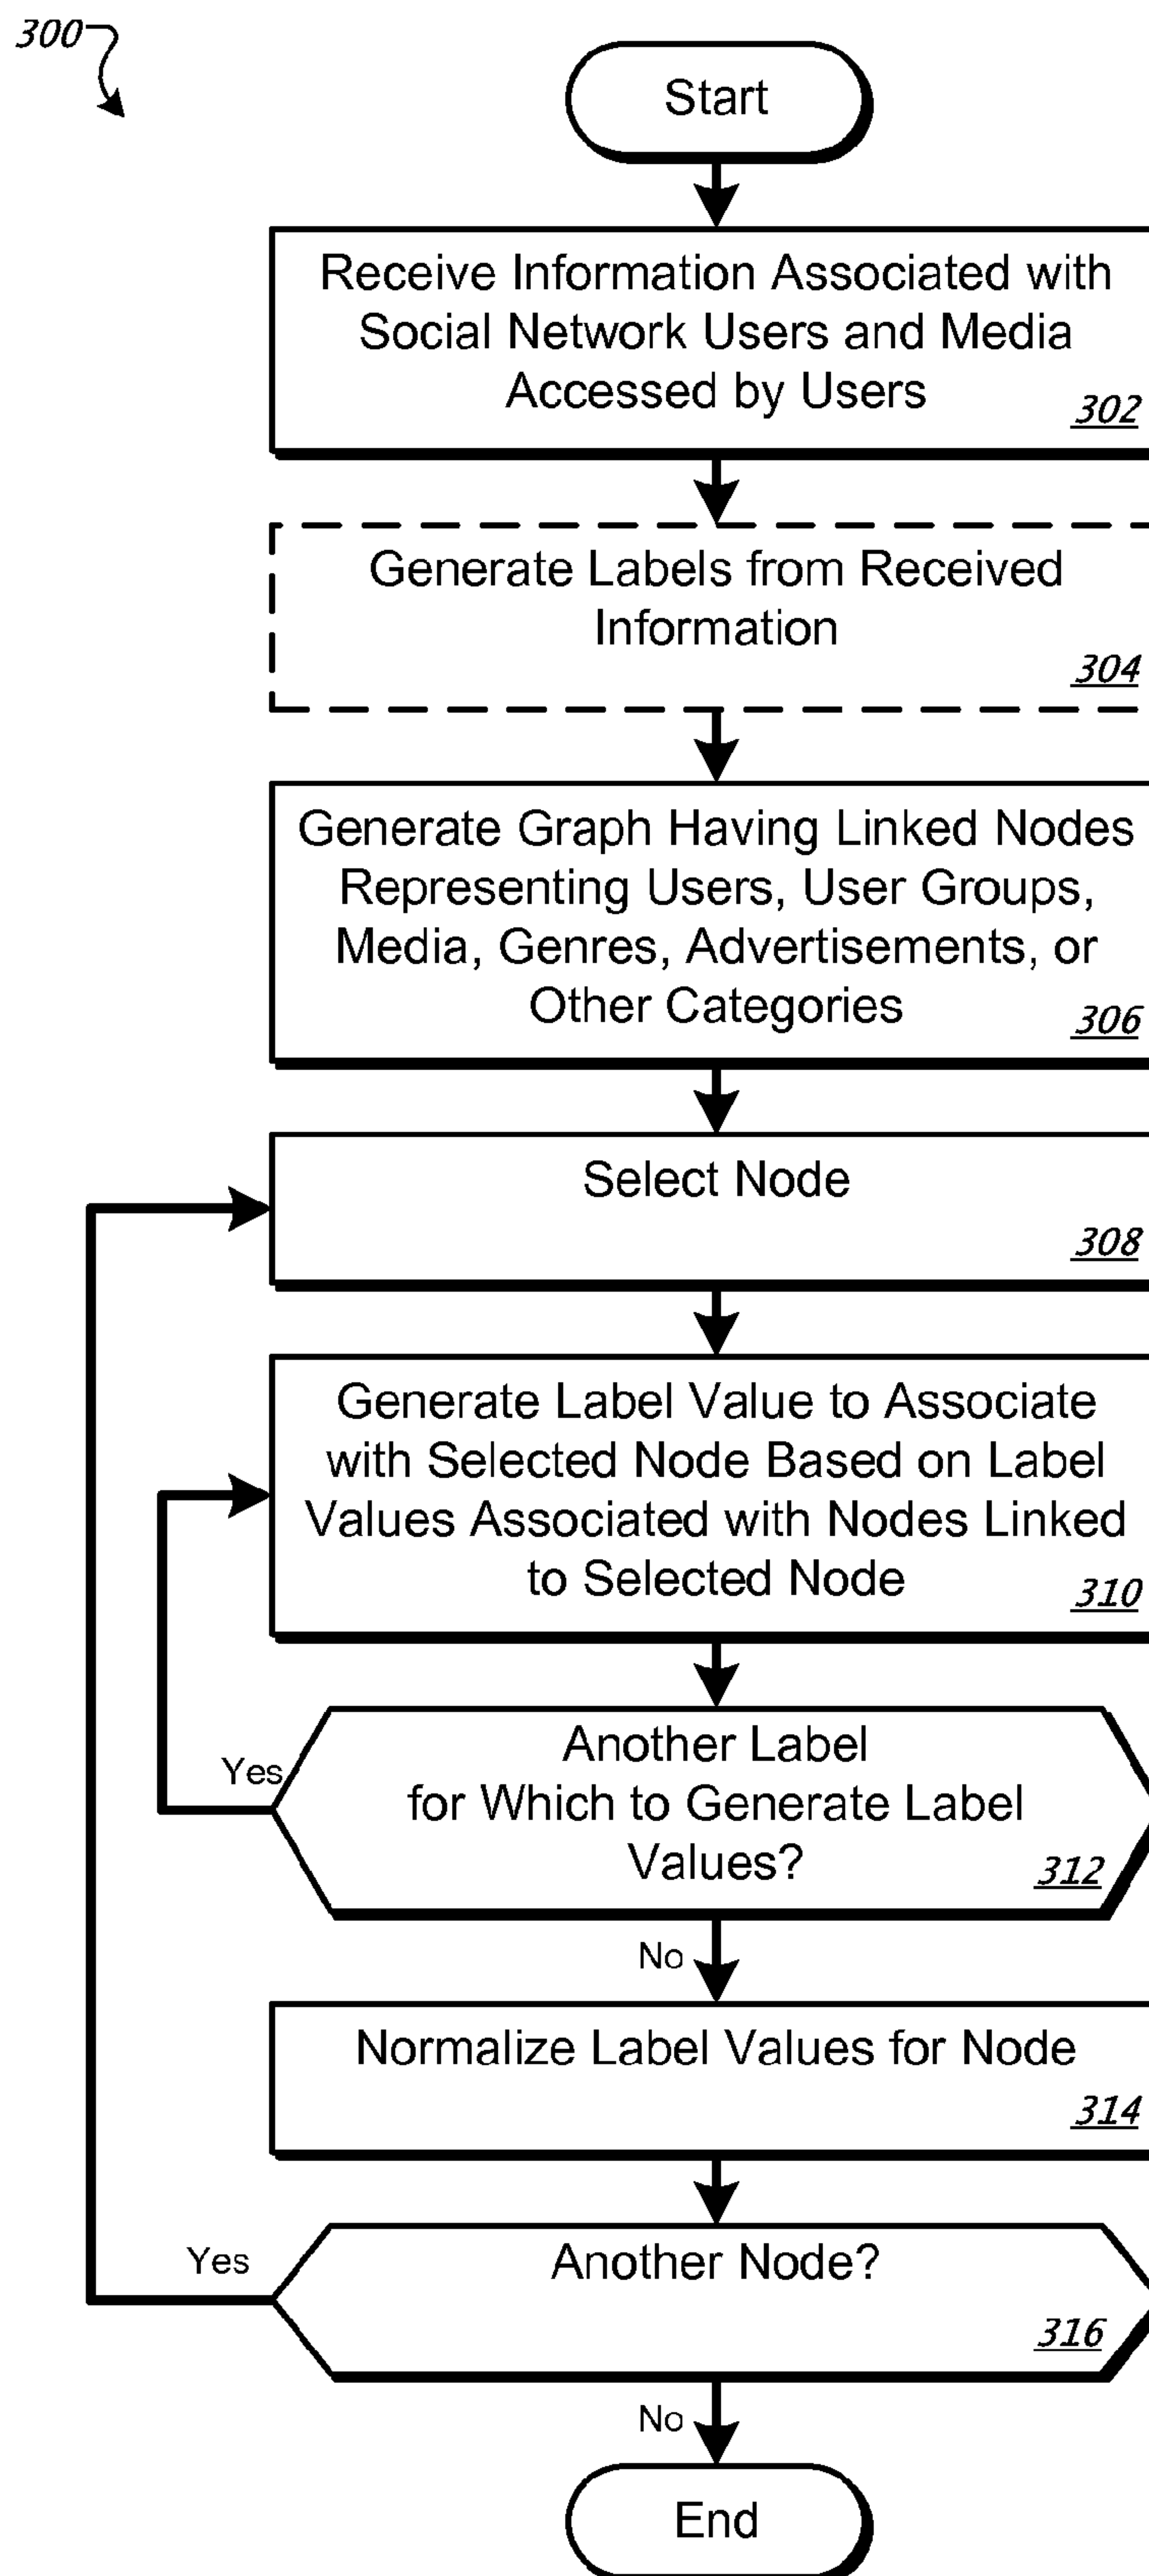 300
Start
Receive Information Associated with
Social Network Users and Media
Accessed by Users
302
Generate Labels from Received
Information
304
Generate Graph Having Linked Nodes
Representing Users, User Groups,
Media, Genres, Advertisements, or
Other Categories
306
Select Node
308
Generate Label Value to Associate
with Selected Node Based on Label
Values Associated with Nodes Linked
to Selected Node
310
Another Label
for Which to Generate Label
Values?
312
Yes
No
Normalize Label Values for Node
314
Another Node?
316
Yes
No
End